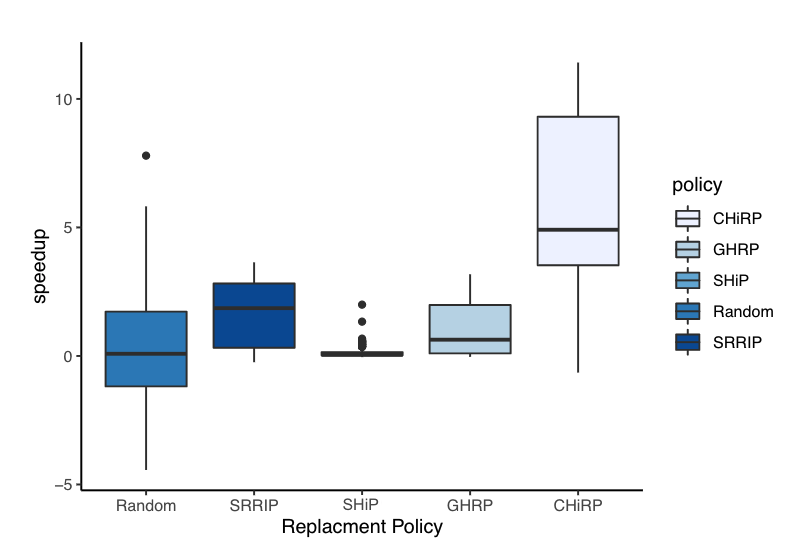 10
5
0
−5
speedup
Random SRRIP SHiP GHRP CHiRP
Replacment Policy
policy
CHiRP
GHRP
SHiP
Random
SRRIP